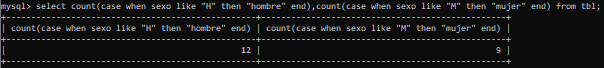 mysql> select count(case when sexo like "H" then "hombre" end),count(case when sexo like "M" then "mujer" end) from tbl;
+--------------------------------------------------+-------------------------------------------------+
| count(case when sexo like "H" then "hombre" end) | count(case when sexo like "M" then "mujer" end) |
+--------------------------------------------------+-------------------------------------------------+
| 12 | 9 |
+--------------------------------------------------+-------------------------------------------------+